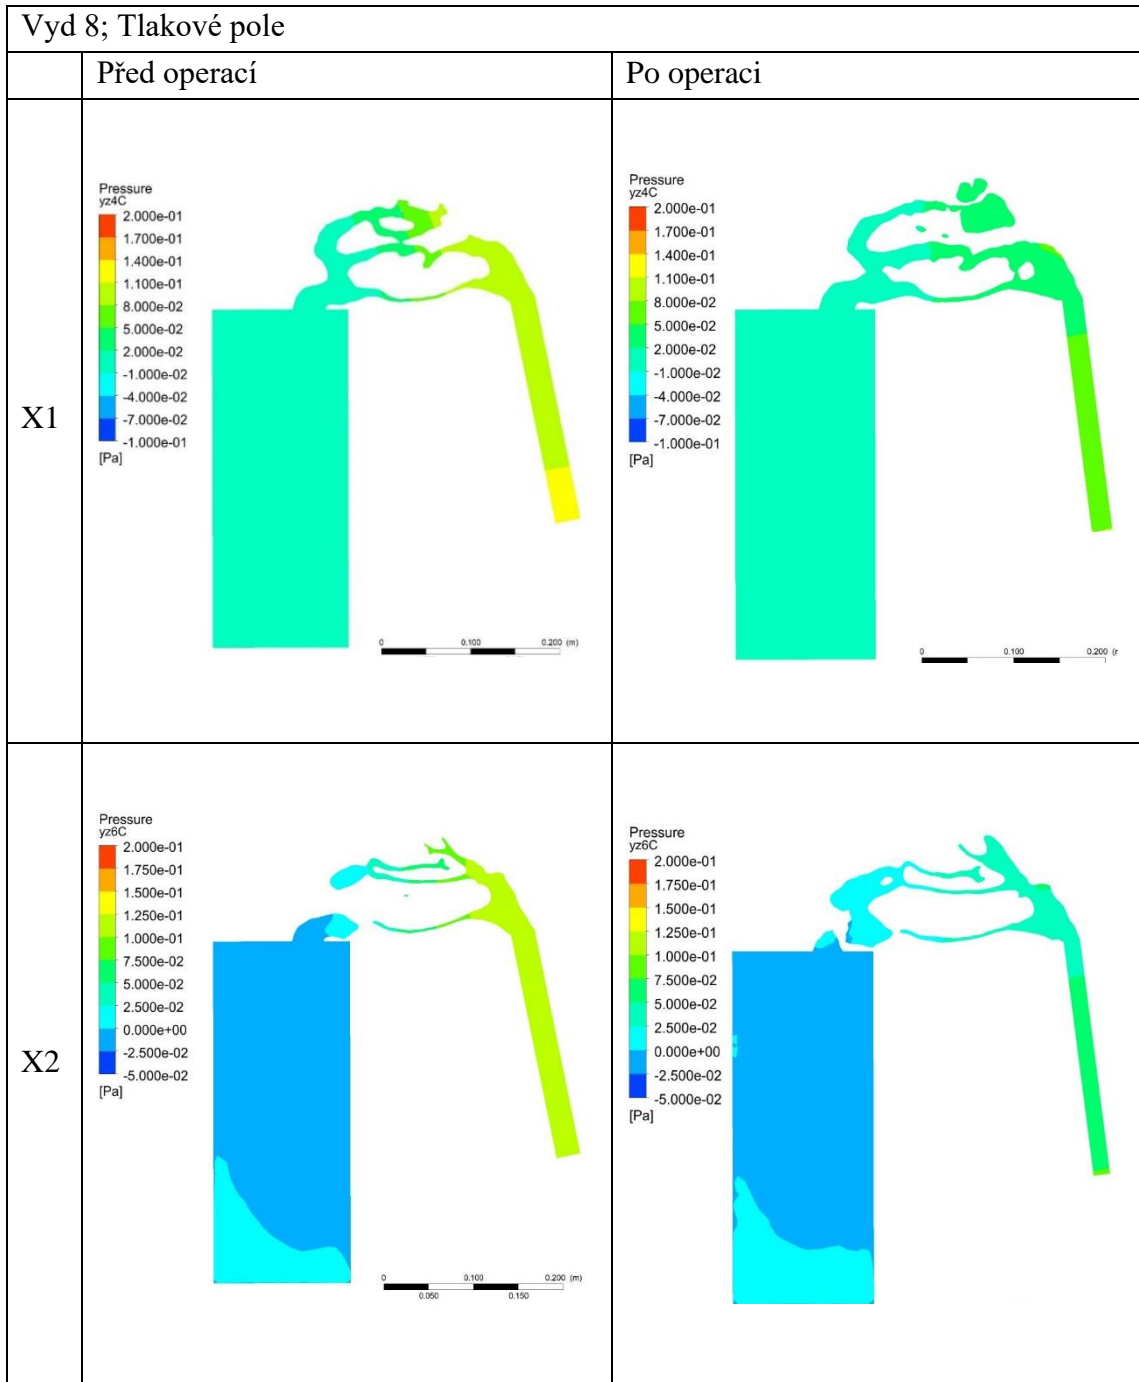 Vyd 8; Tlakové pole
Před operací
Po operaci
X1
Pressure
yz4C
2.000e-01
1.700e-01
1.400e-01
1.100e-01
8.000e-02
5.000e-02
2.000e-02
-1.000e-02
-4.000e-02
-7.000e-02
-1.000e-01
[Pa]
0 0.100 0.200 (m)
Pressure
yz4C
2.000e-01
1.700e-01
1.400e-01
1.100e-01
8.000e-02
5.000e-02
2.000e-02
-1.000e-02
-4.000e-02
-7.000e-02
-1.000e-01
[Pa]
0 0.100 0.200 (r
X2
Pressure
yz6C
2.000e-01
1.750e-01
1.500e-01
1.250e-01
1.000e-01
7.500e-02
5.000e-02
2.500e-02
0.000e+00
-2.500e-02
-5.000e-02
[Pa]
0 0.100 0.200 (m)
0.050 0.150
Pressure
yz6C
2.000e-01
1.750e-01
1.500e-01
1.250e-01
1.000e-01
7.500e-02
5.000e-02
2.500e-02
0.000e+00
-2.500e-02
-5.000e-02
[Pa]